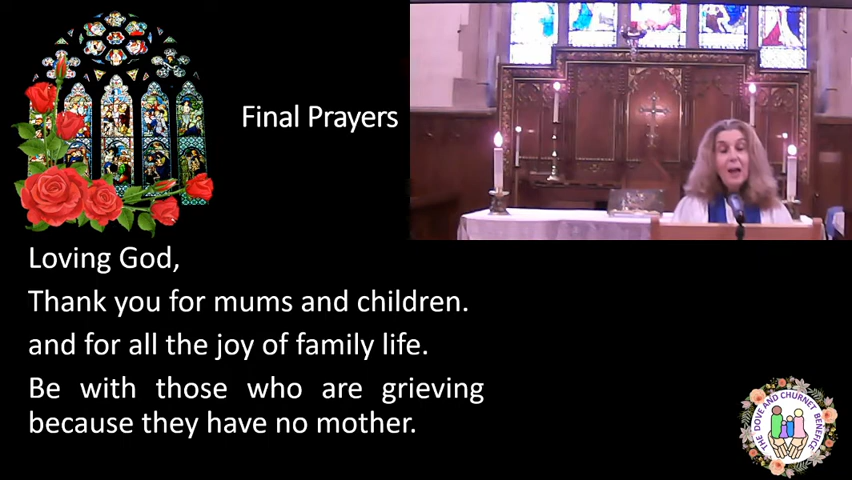 Final Prayers
Loving God,
Thank you for mums and children.
and for all the joy of family life.
Be with those who are grieving
because they have no mother.
THE DOVE AND CHURNET BENEFICE